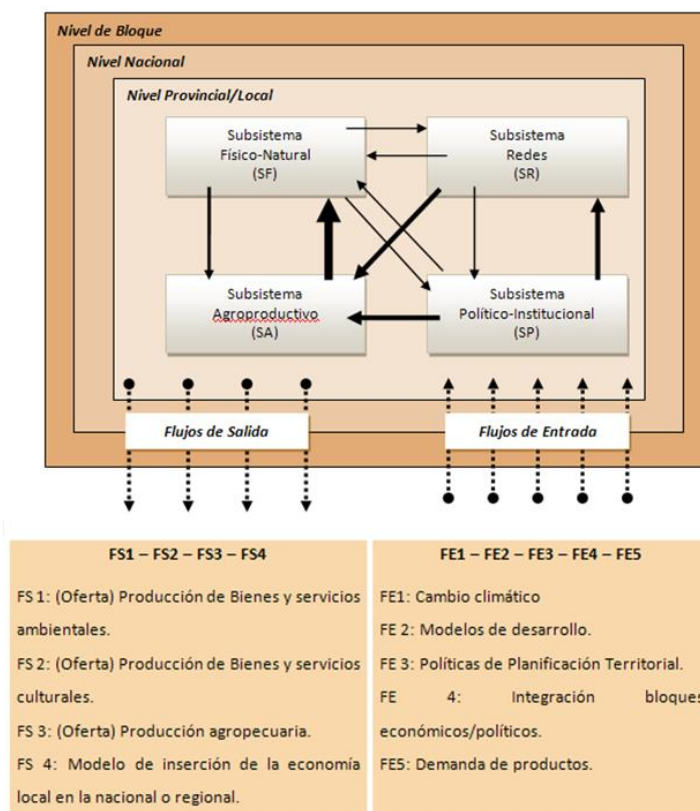 Nivel de Bloque
Nivel Nacional
Nivel Provincial/Local
Subsistema
Físico-Natural
(SF)
Subsistema
Redes
(SR)
Subsistema
Agroproductivo
(SA)
Subsistema
Político-Institucional
(SP)
Flujos de Salida
Flujos de Entrada
FS1 – FS2 – FS3 – FS4
FS 1: (Oferta) Producción de Bienes y servicios
ambientales.
FS 2: (Oferta) Producción de Bienes y servicios
culturales.
FS 3: (Oferta) Producción agropecuaria.
FS 4: Modelo de inserción de la economía
local en la nacional o regional.
FE1 – FE2 – FE3 – FE4 – FE5
FE1: Cambio climático
FE 2: Modelos de desarrollo.
FE 3: Políticas de Planificación Territorial.
FE 4: Integración bloques
económicos/políticos.
FE5: Demanda de productos.